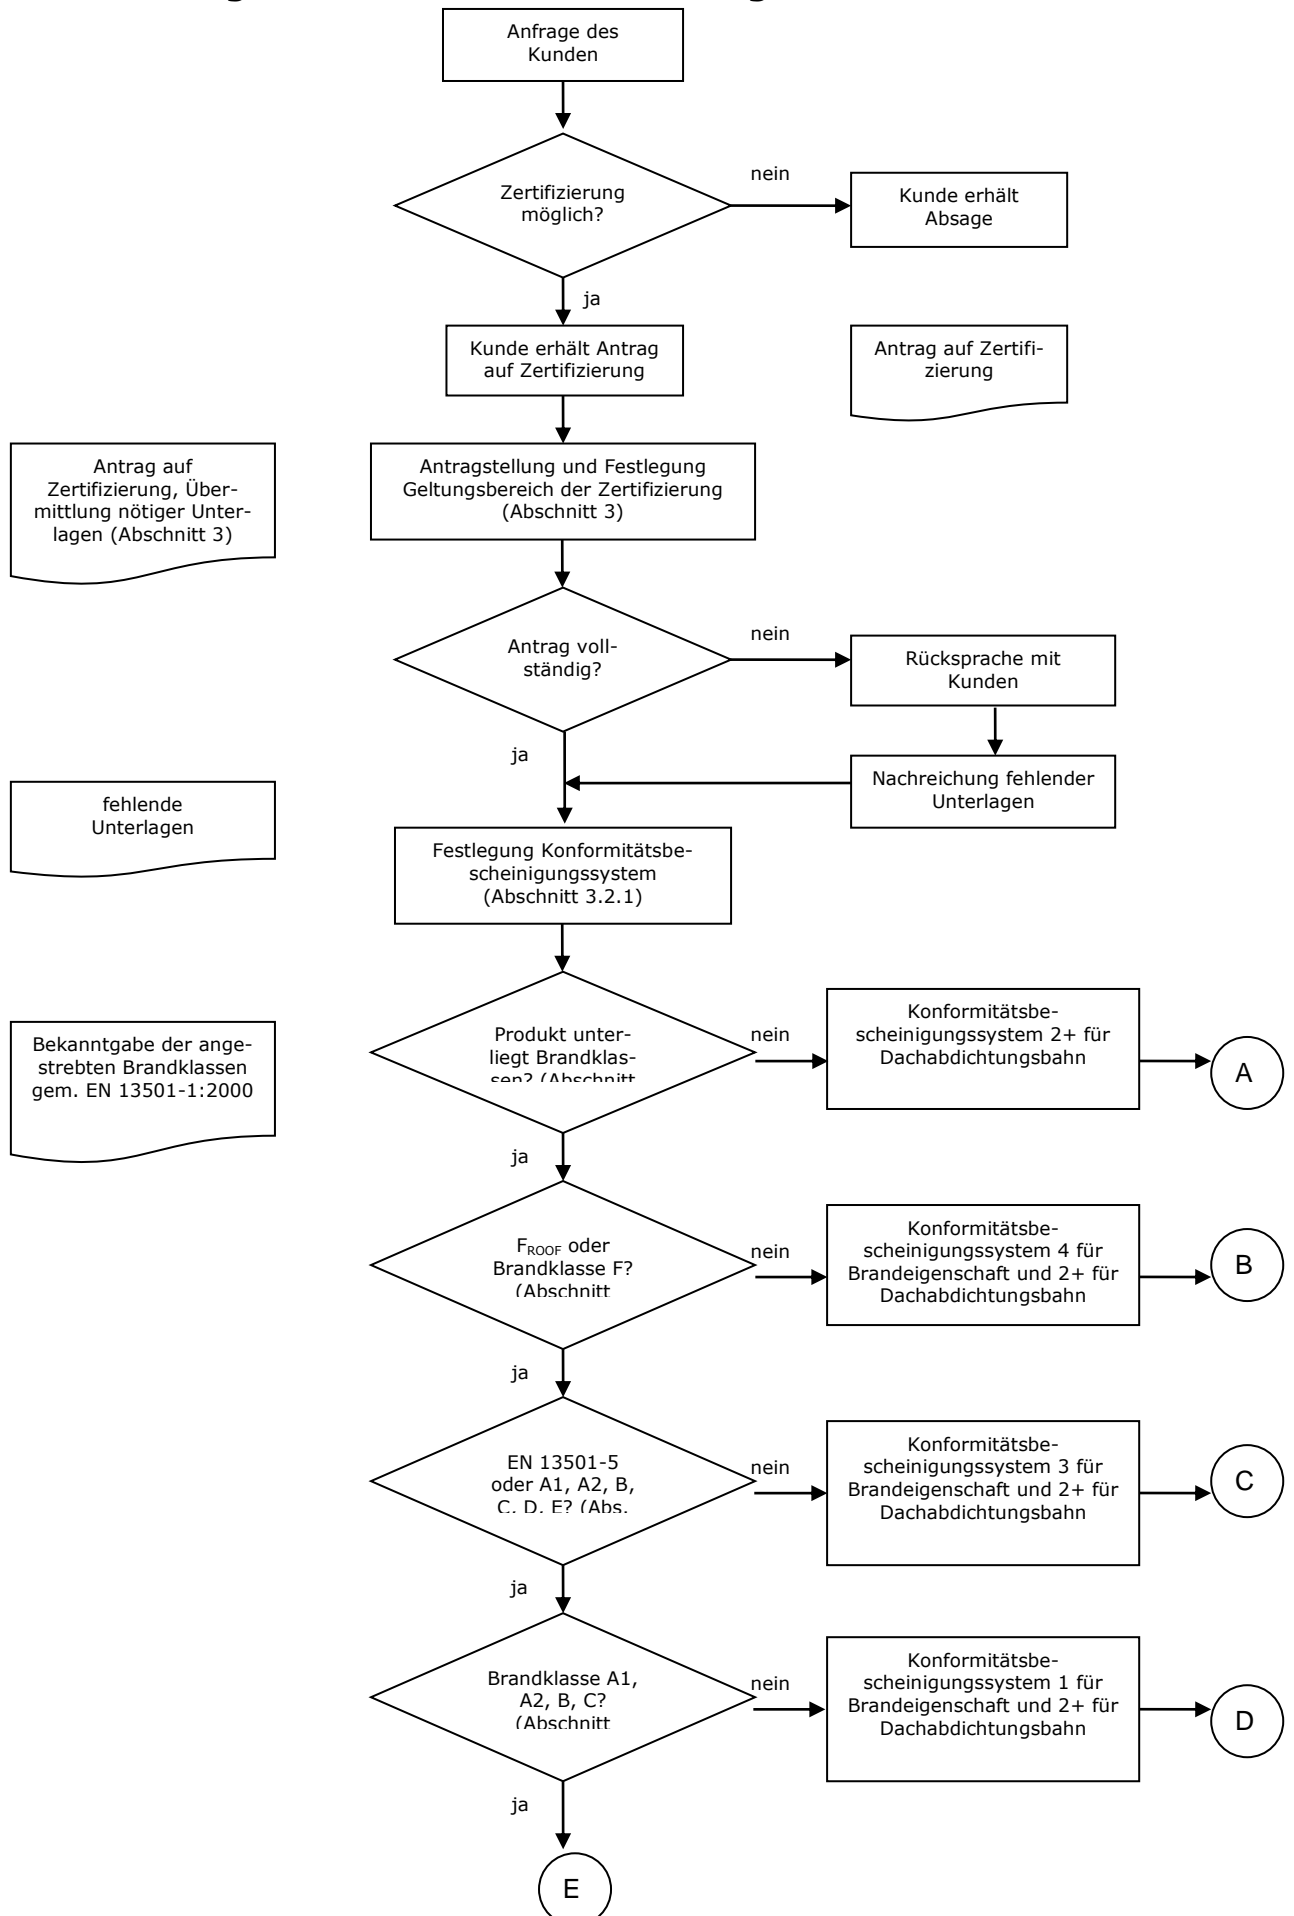 Anfrage des
Kunden
Zertifizierung
möglich?
nein
Kunde erhält
Absage
ja
Kunde erhält Antrag
auf Zertifizierung
Antrag auf Zertifi-
zierung
Antrag auf
Zertifizierung, Über-
mittlung nötiger Unter-
lagen (Abschnitt 3)
Antragstellung und Festlegung
Geltungsbereich der Zertifizierung
(Abschnitt 3)
Antrag voll-
ständig?
nein
Rücksprache mit
Kunden
ja
Nachreichung fehlender
Unterlagen
fehlende
Unterlagen
Festlegung Konformitätsbe-
scheinigungssystem
(Abschnitt 3.2.1)
Bekanntgabe der ange-
strebten Brandklassen
gem. EN 13501-1:2000
Produkt unter-
liegt Brandklas-
sen? (Abschnitt
nein
Konformitätsbe-
scheinigungssystem 2+ für
Dachabdichtungsbahn
A
ja
FROOF oder
Brandklasse F?
(Abschnitt
nein
Konformitätsbe-
scheinigungssystem 4 für
Brandeigenschaft und 2+ für
Dachabdichtungsbahn
B
ja
EN 13501-5
oder A1, A2, B,
C, D, E? (Abs.
nein
Konformitätsbe-
scheinigungssystem 3 für
Brandeigenschaft und 2+ für
Dachabdichtungsbahn
C
ja
Brandklasse A1,
A2, B, C?
(Abschnitt
nein
Konformitätsbe-
scheinigungssystem 1 für
Brandeigenschaft und 2+ für
Dachabdichtungsbahn
D
ja
E